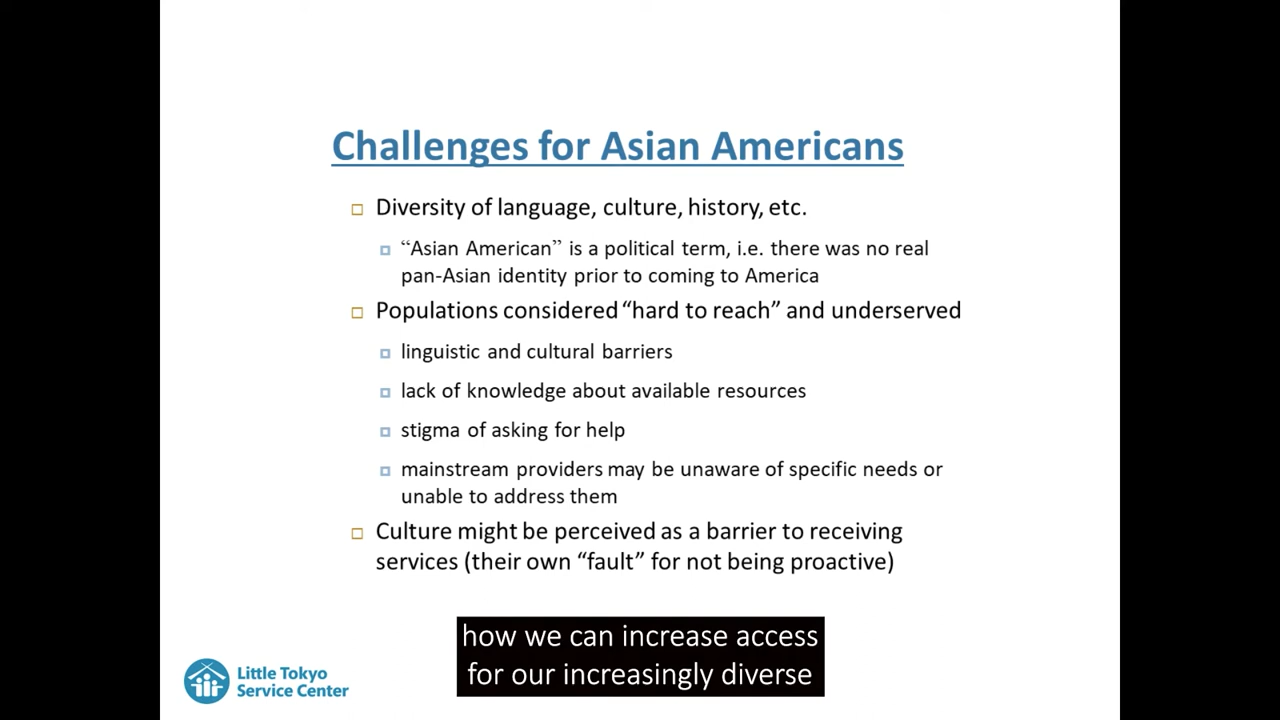 Challenges for Asian Americans
Diversity of language, culture, history, etc.
“Asian American” is a political term, i.e. there was no real
pan-Asian identity prior to coming to America
Populations considered “hard to reach” and underserved
linguistic and cultural barriers
lack of knowledge about available resources
stigma of asking for help
mainstream providers may be unaware of specific needs or
unable to address them
Culture might be perceived as a barrier to receiving
services (their own “fault” for not being proactive)
how we can increase access
for our increasingly diverse
Little Tokyo
Service Center